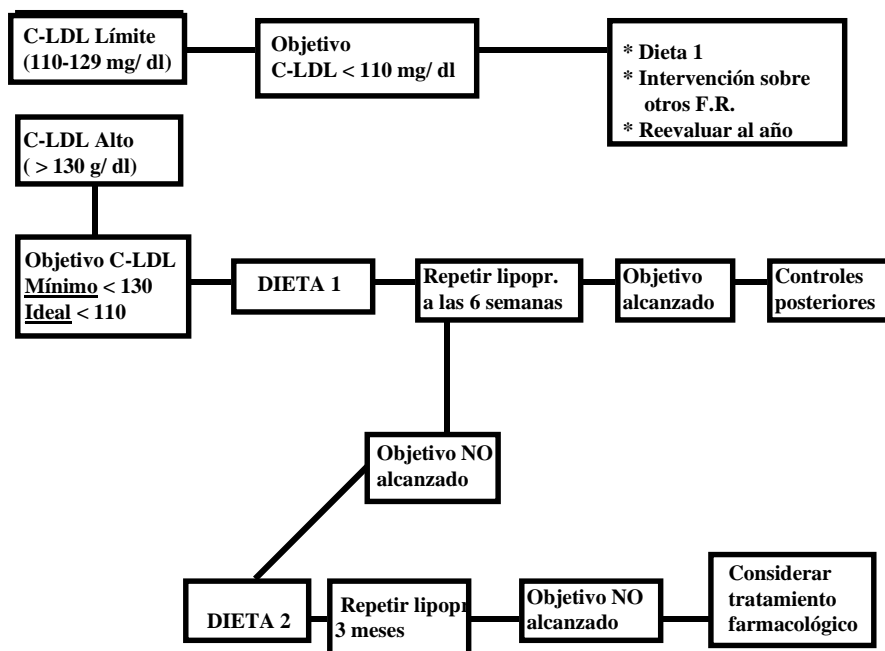 C-LDL Límite
(110-129 mg/ dl)
Objetivo
C-LDL < 110 mg/ dl
* Dieta 1
* Intervención sobre
otros F.R.
* Reevaluar al año
C-LDL Alto
( > 130 g/ dl)
Objetivo C-LDL
Mínimo < 130
Ideal < 110
DIETA 1
Repetir lipopr.
a las 6 semanas
Objetivo
alcanzado
Controles
posteriores
Objetivo NO
alcanzado
DIETA 2
Repetir lipopr
3 meses
Objetivo NO
alcanzado
Considerar
tratamiento
farmacológico